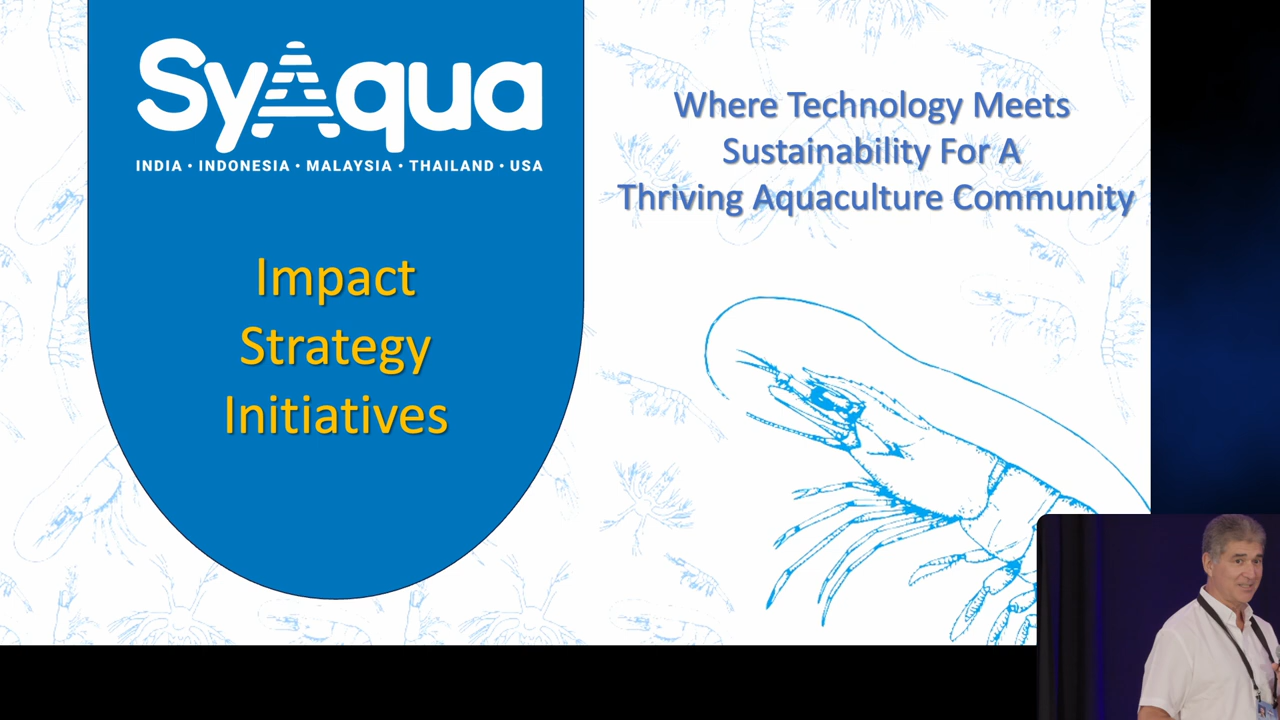 SyAqua
INDIA • INDONESIA • MALAYSIA • THAILAND • USA
Impact
Strategy
Initiatives
Where Technology Meets
Sustainability For A
Thriving Aquaculture Community